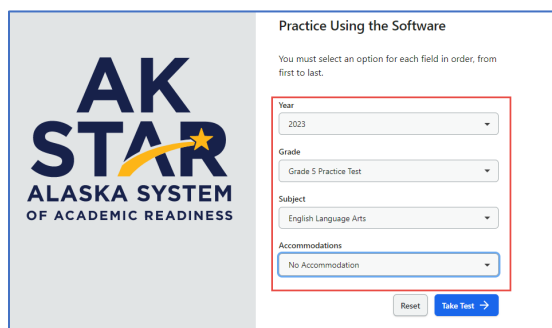 AK
STAR
ALASKA SYSTEM
OF ACADEMIC READINESS
Practice Using the Software
You must select an option for each field in order, from
first to last.
Year
2023
Grade
Grade 5 Practice Test
Subject
English Language Arts
Accommodations
No Accommodation
Reset
Take Test →